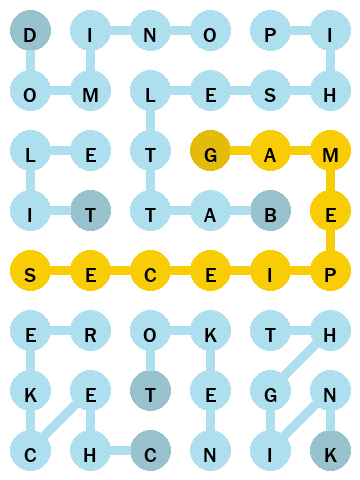 D I N O P I
O M L E S H
L E T G A M
I T T A B E
S E C E I P
E R O K T H
K E T E G N
C H C N I K